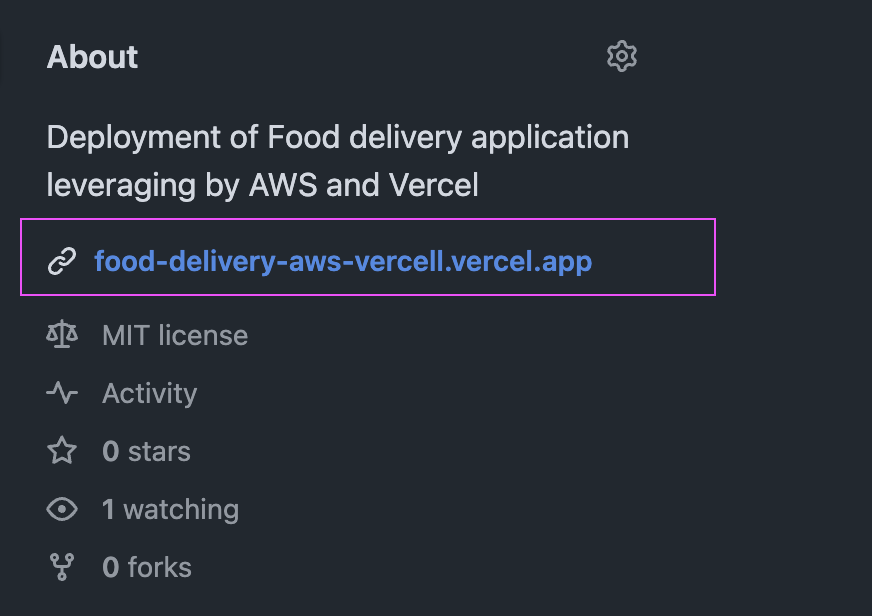 About
Deployment of Food delivery application
leveraging by AWS and Vercel
food-delivery-aws-vercell.vercel.app
MIT license
Activity
0 stars
1 watching
0 forks